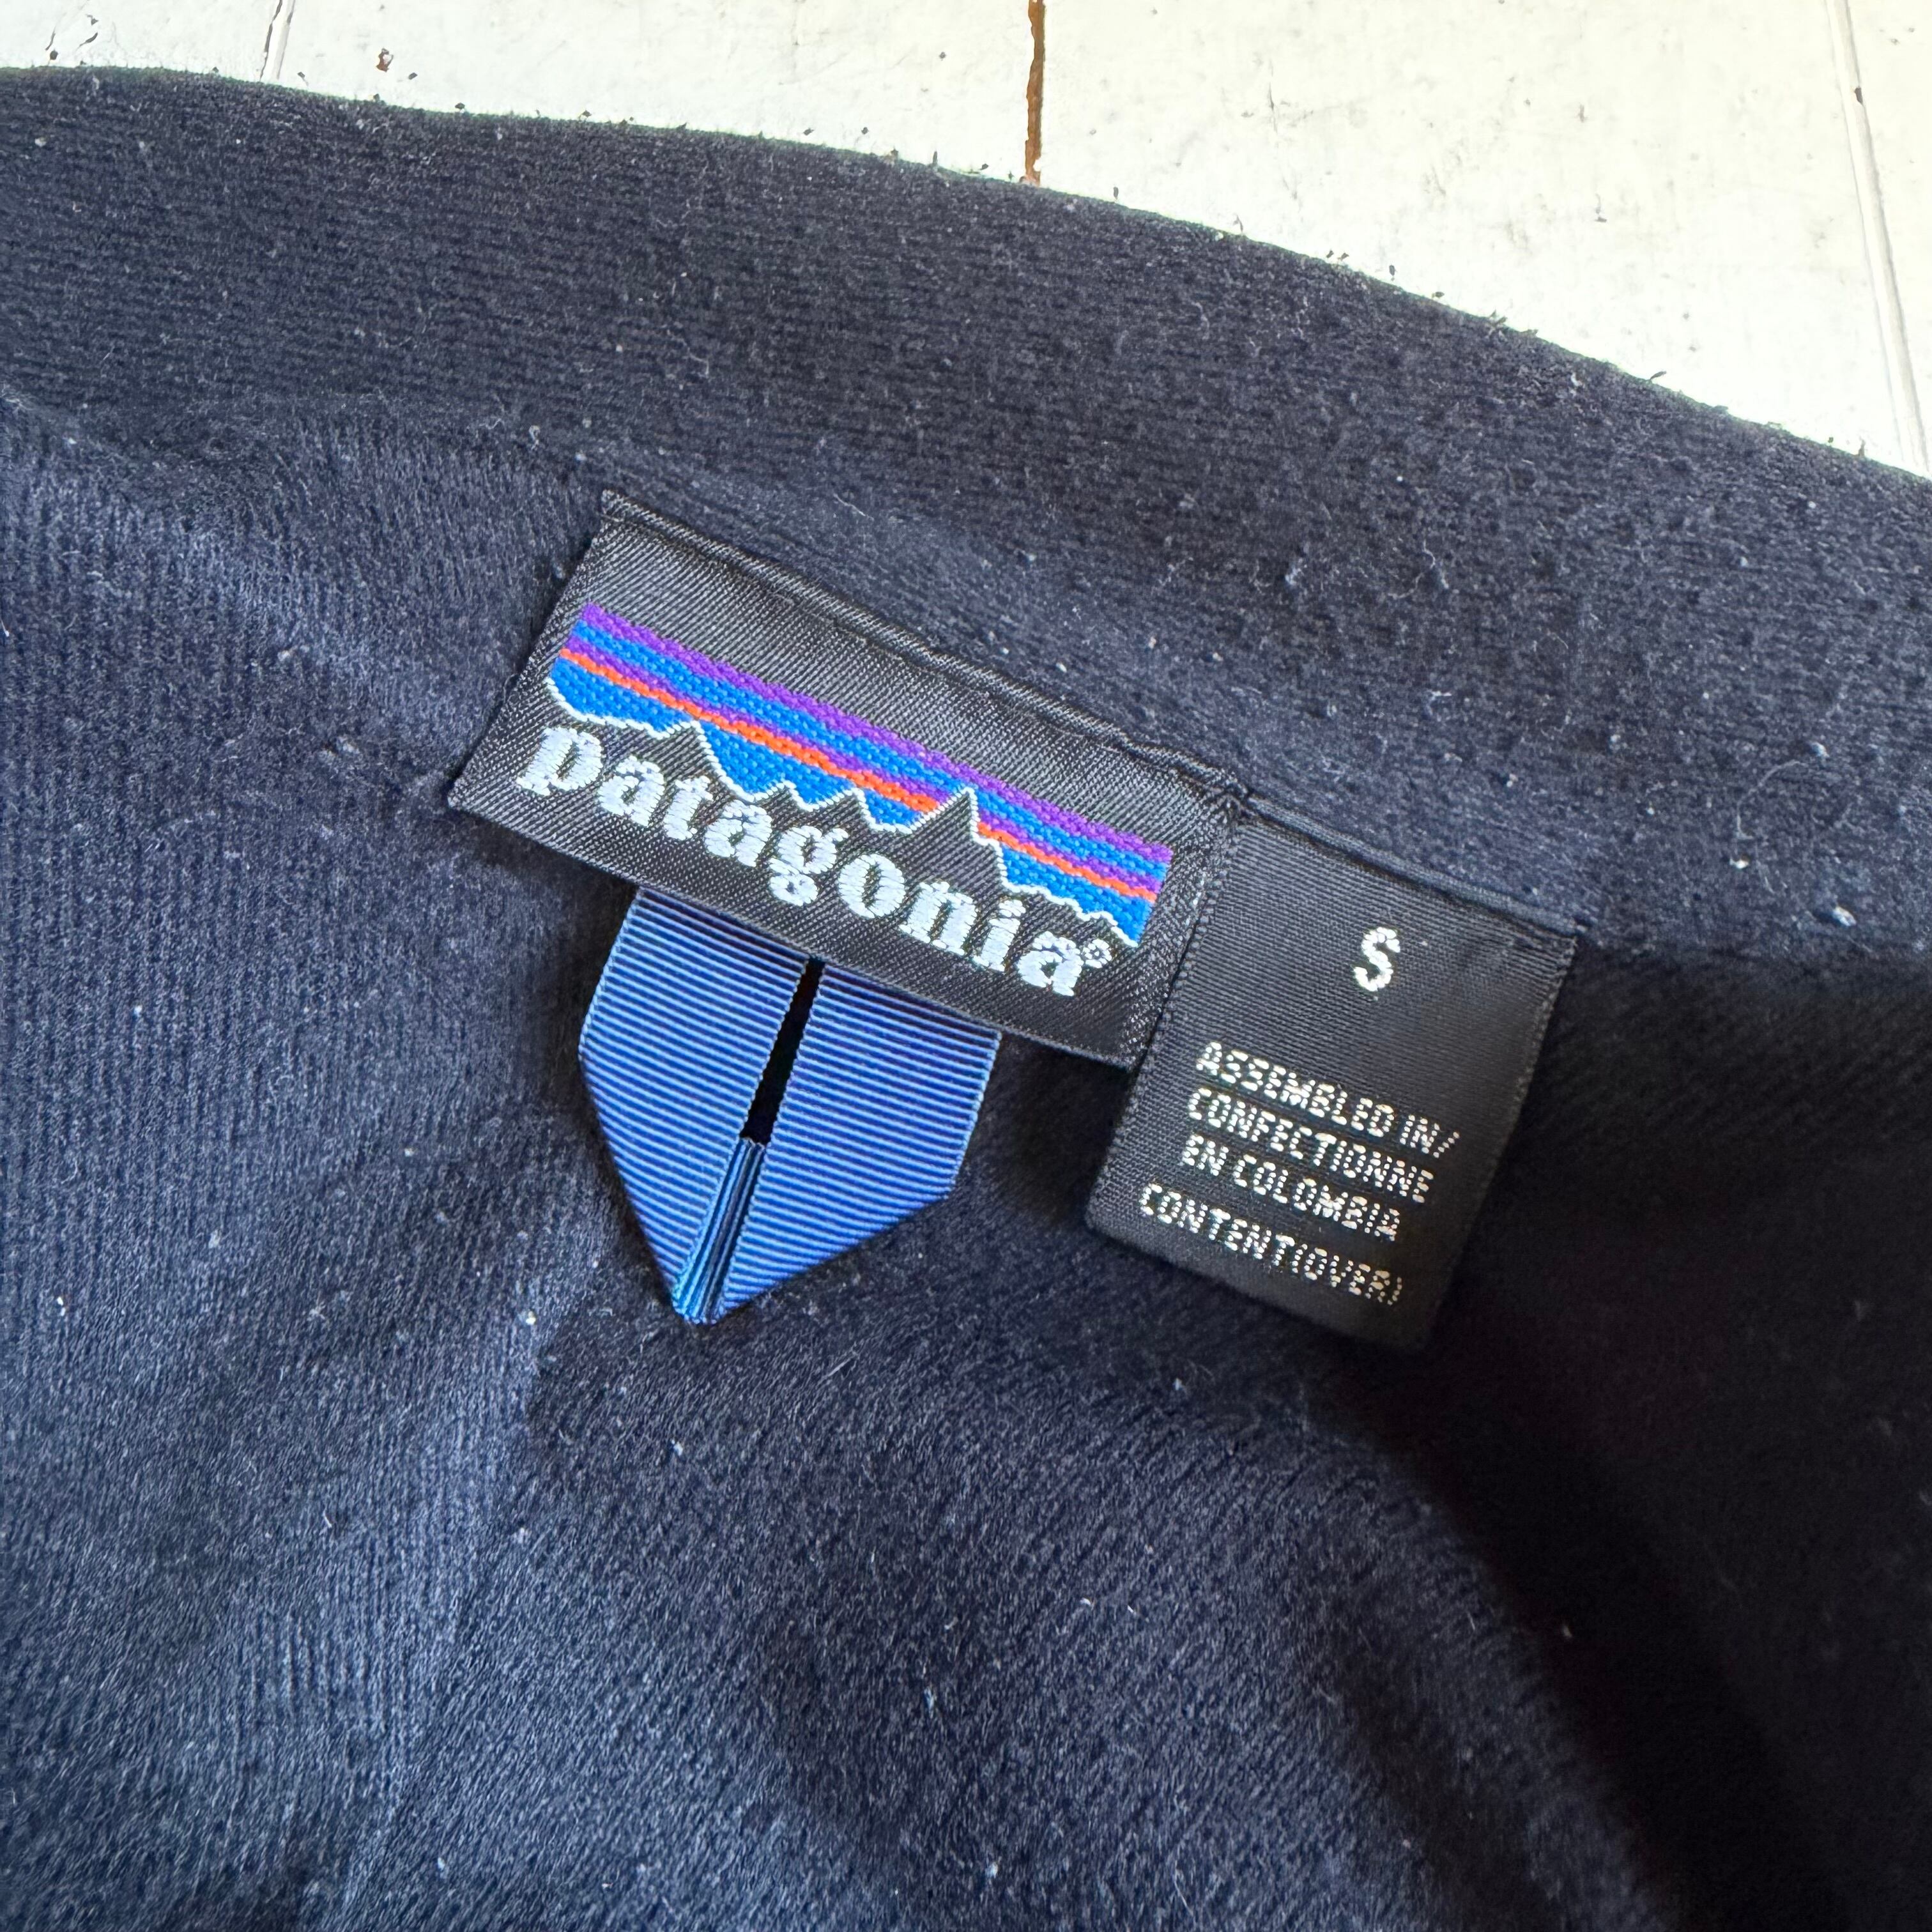 patagonia®
S
ASSEMBLED IN/
CONFECTIONNE
EN COLOMBIA
CONTENT(OVER)